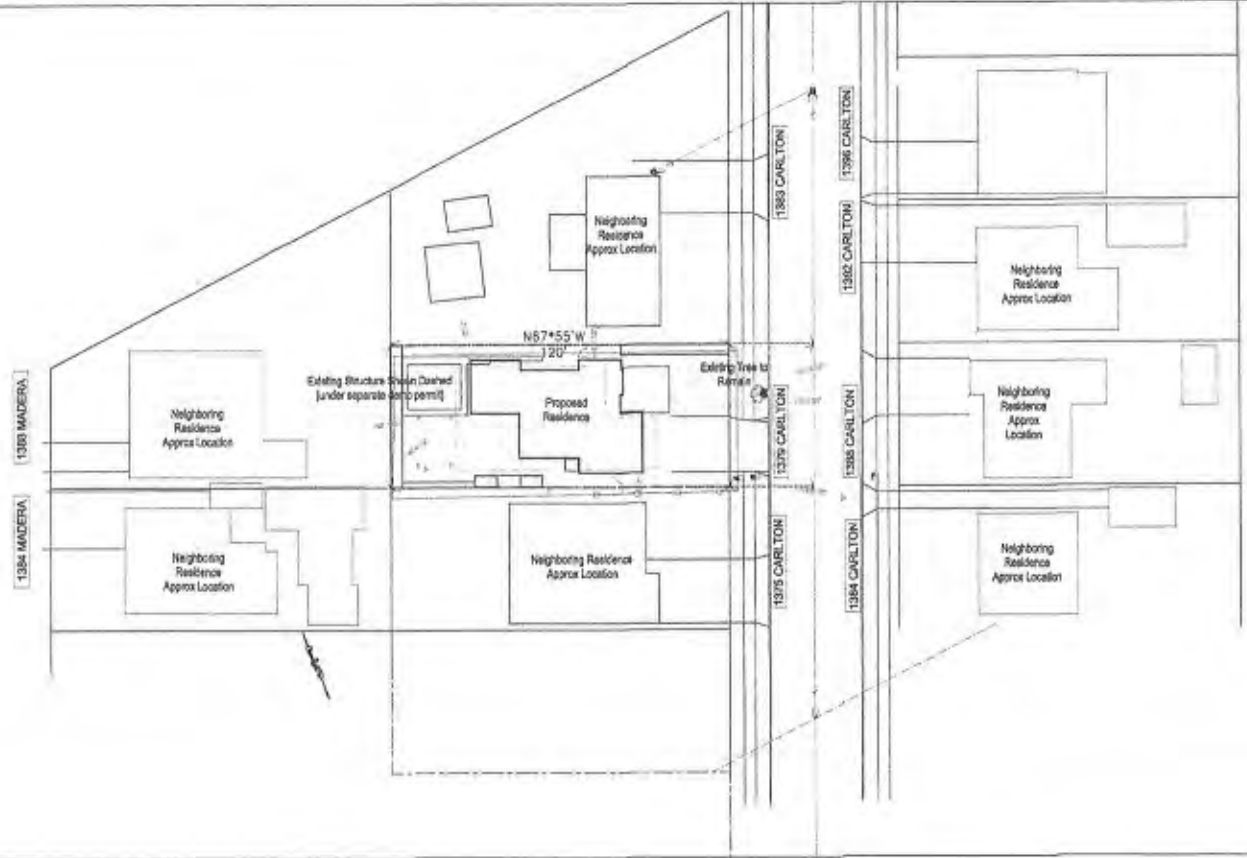 1396 CARLTON
1383 CARLTON
1392 CARLTON
Neighboring
Residence
Approx Location
Neighboring
Residence
Approx Location
N87°55'W
120'
Existing Structure Shown Dashed
(under separate demo permit)
Existing Tree to
Remain
Proposed
Residence
1383 MADERA
Neighboring
Residence
Approx Location
1379 CARLTON
1388 CARLTON
Neighboring
Residence
Approx
Location
1384 MADERA
Neighboring
Residence
Approx Location
Neighboring Residence
Approx Location
1375 CARLTON
1384 CARLTON
Neighboring
Residence
Approx Location